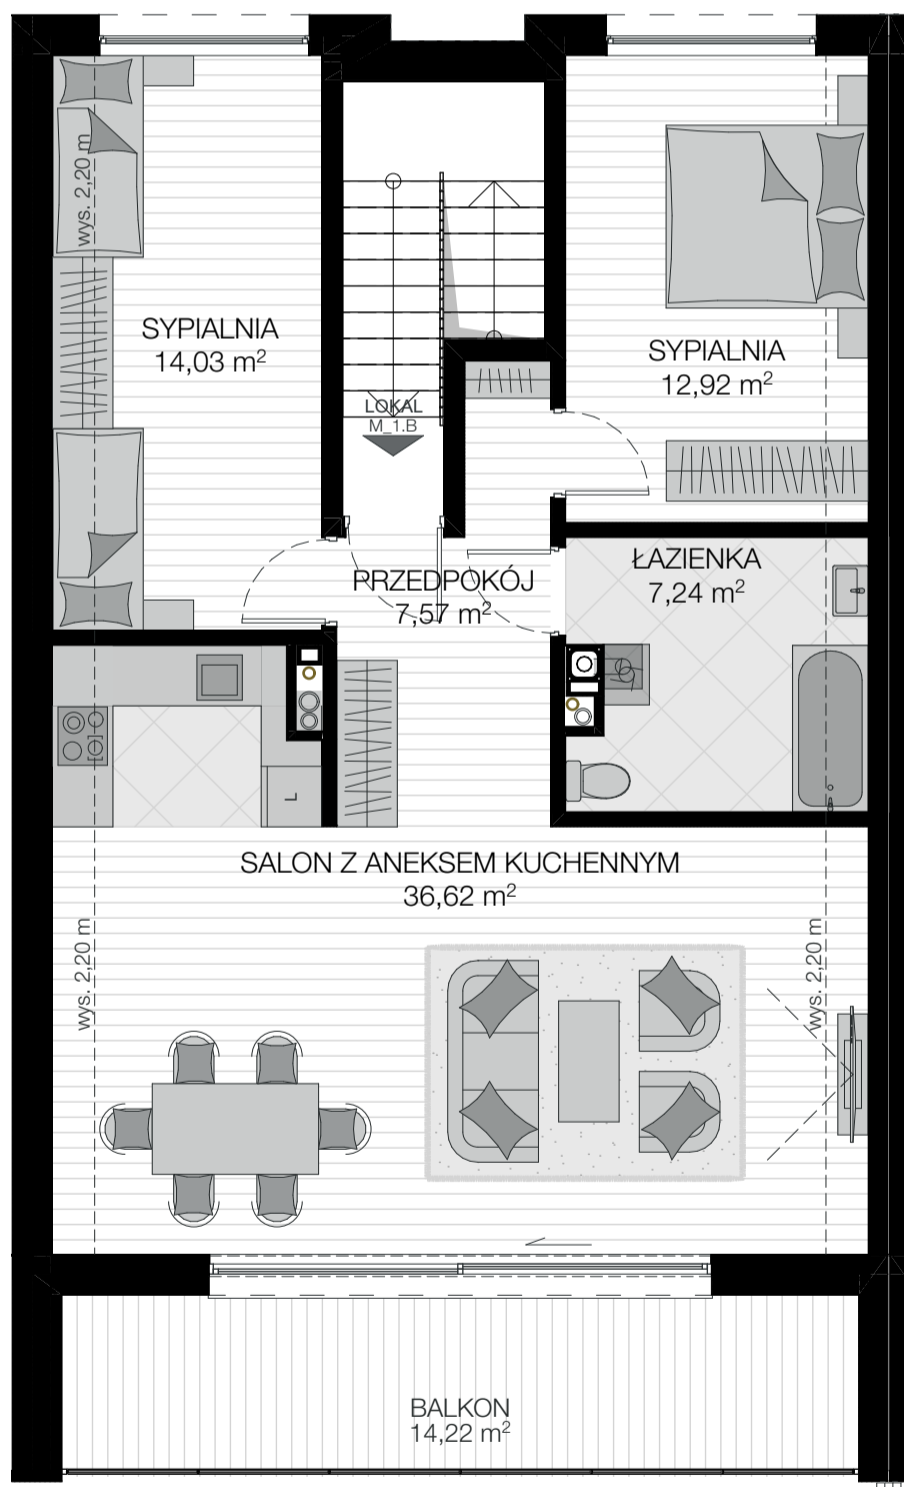 wys. 2,20 m
SYPIALNIA
14,03 m²
SYPIALNIA
12,92 m²
LOKAL
M_1.B
ŁAZIENKA
7,24 m²
PRZEDPOKÓJ
7,57 m²
L
SALON Z ANEKSEM KUCHENNYM
36,62 m²
wys. 2,20 m
wys. 2,20 m
BALKON
14,22 m²